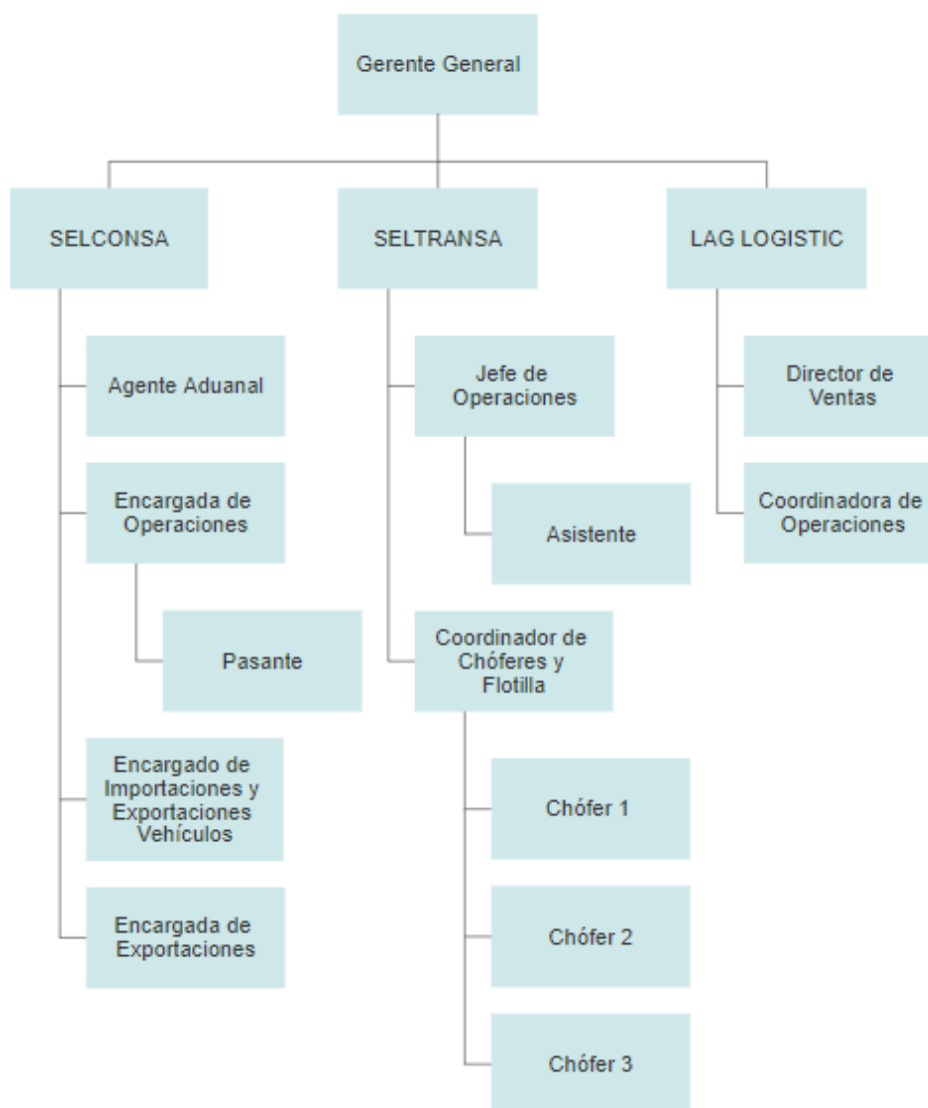 Gerente General
SELCONSA
SELTRANSA
LAG LOGISTIC
Agente Aduanal
Jefe de
Operaciones
Director de
Ventas
Encargada de
Operaciones
Asistente
Coordinadora de
Operaciones
Pasante
Coordinador de
Chóferes y
Flotilla
Encargado de
Importaciones y
Exportaciones
Vehículos
Chófer 1
Encargada de
Exportaciones
Chófer 2
Chófer 3